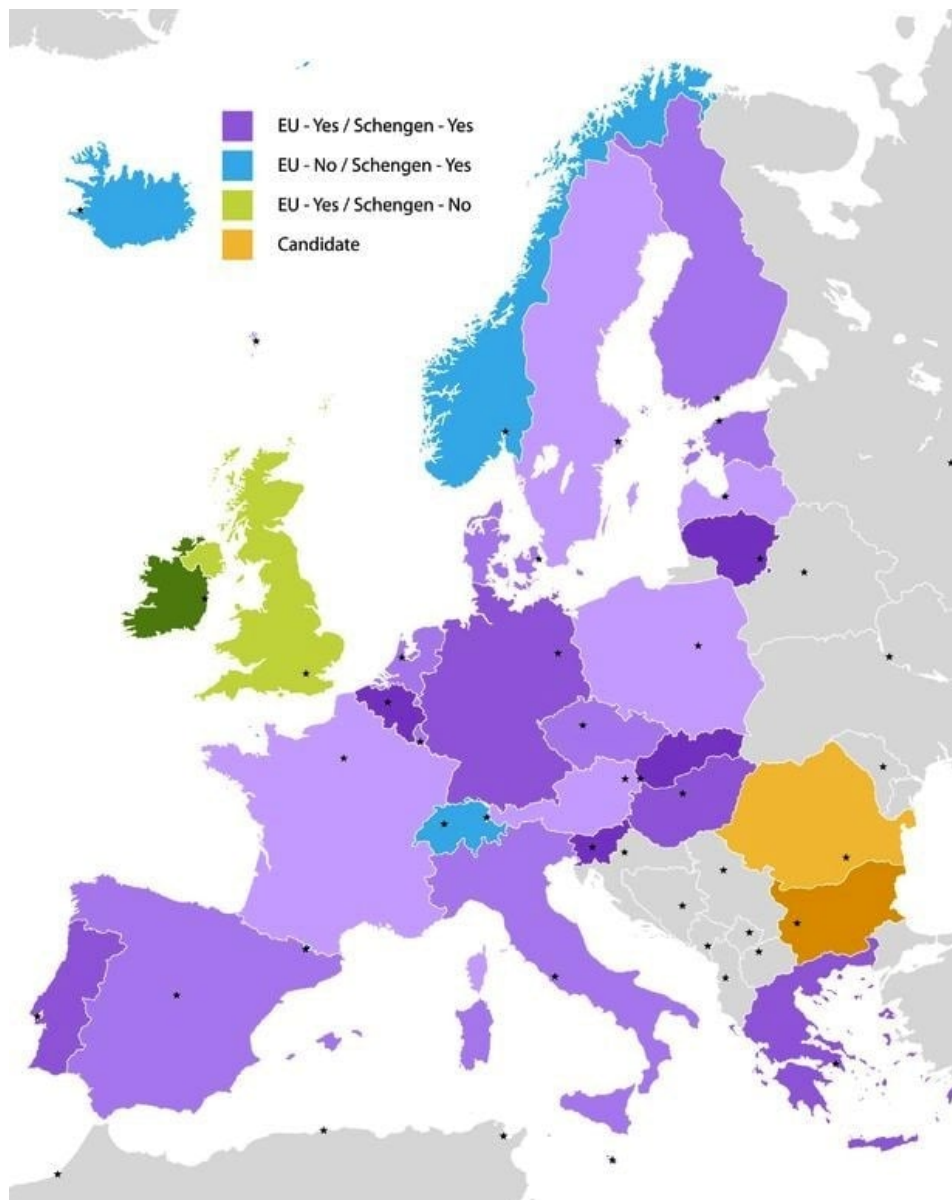 EU - Yes / Schengen - Yes
EU - No / Schengen - Yes
EU - Yes / Schengen - No
Candidate